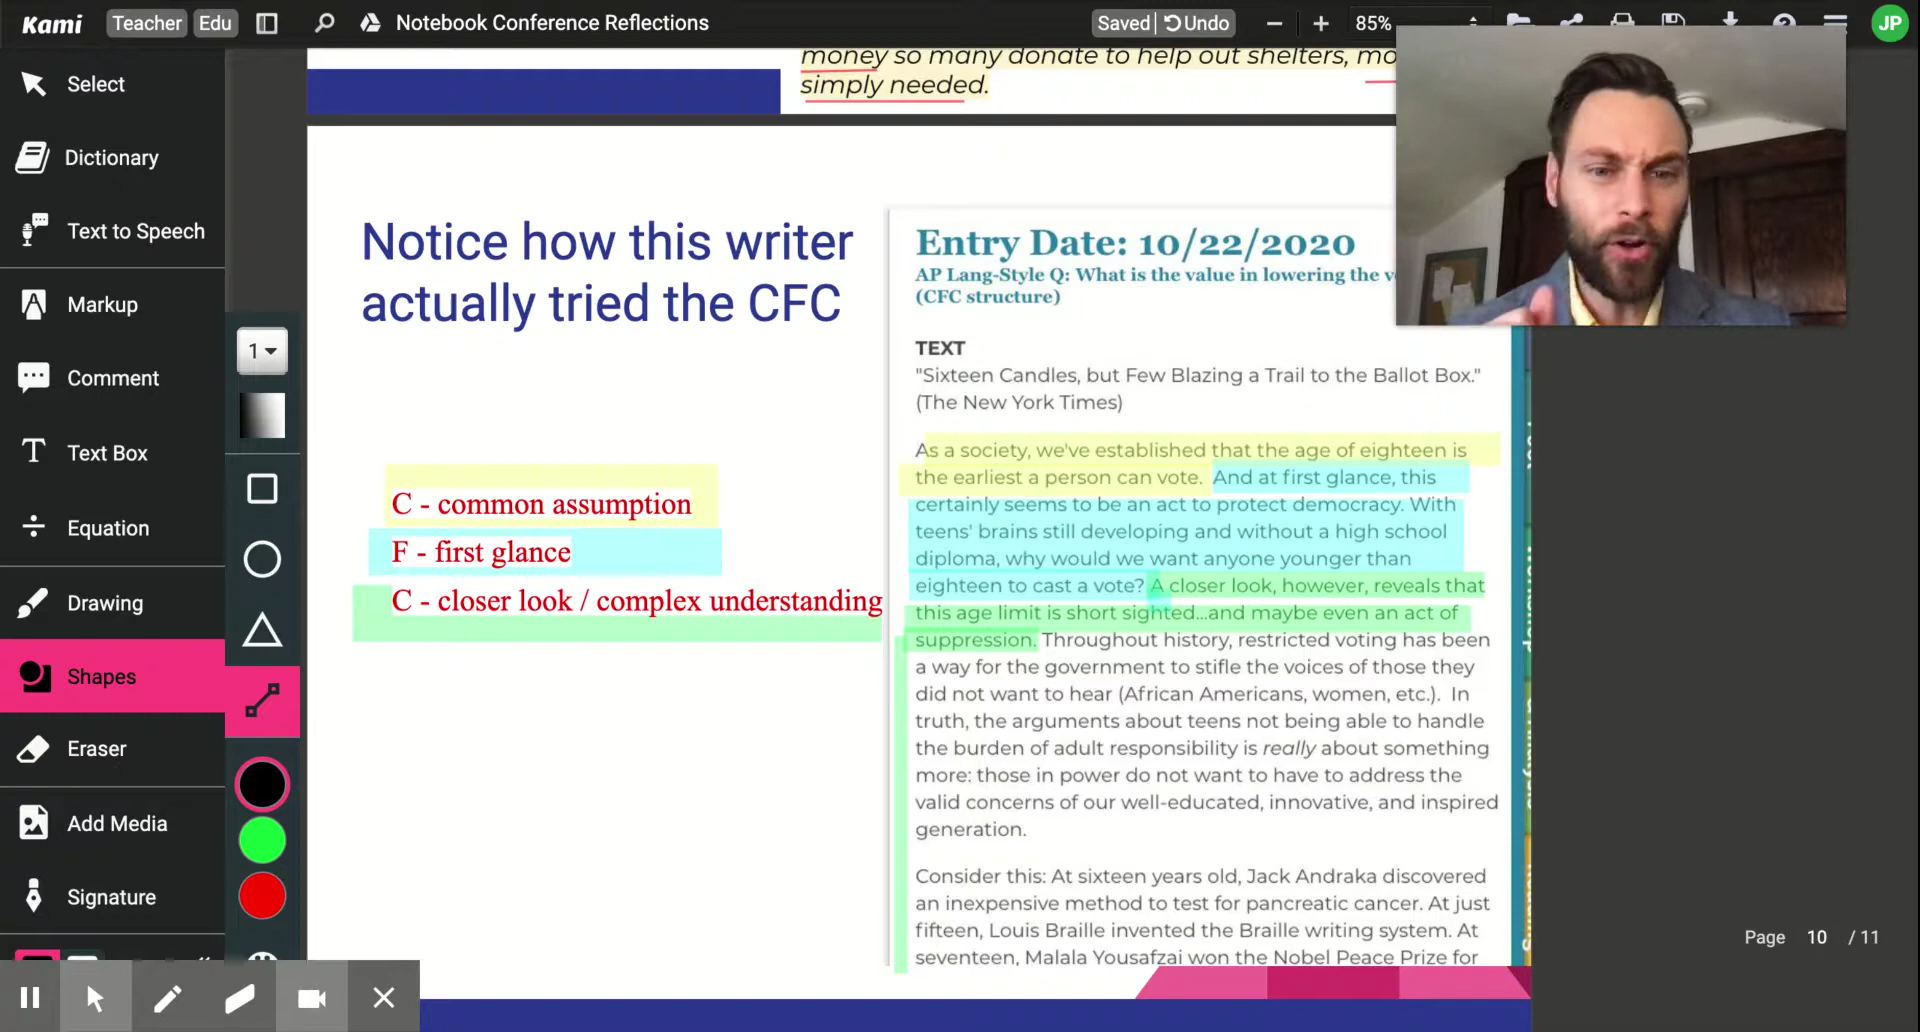 Kami Teacher Edu Notebook Conference Reflections Saved Undo 85% JP
money so many donate to help out shelters,
simply needed.
Select
Dictionary
Text to Speech
Markup
Comment
Text Box
Equation
Drawing
Shapes
Eraser
Add Media
Signature
1
Notice how this writer
actually tried the CFC
C - common assumption
F - first glance
C - closer look / complex understanding
Entry Date: 10/22/2020
AP Lang-Style Q: What is the value in lowering the
(CFC structure)
TEXT
"Sixteen Candles, but Few Blazing a Trail to the Ballot Box."
(The New York Times)
As a society, we've established that the age of eighteen is
the earliest a person can vote. And at first glance, this
certainly seems to be an act to protect democracy. With
teens' brains still developing and without a high school
diploma, why would we want anyone younger than
eighteen to cast a vote? A closer look, however, reveals that
this age limit is short sighted...and maybe even an act of
suppression. Throughout history, restricted voting has been
a way for the government to stifle the voices of those they
did not want to hear (African Americans, women, etc.). In
truth, the arguments about teens not being able to handle
the burden of adult responsibility is really about something
more: those in power do not want to have to address the
valid concerns of our well-educated, innovative, and inspired
generation.
Consider this: At sixteen years old, Jack Andraka discovered
an inexpensive method to test for pancreatic cancer. At just
fifteen, Louis Braille invented the Braille writing system. At
seventeen, Malala Yousafzai won the Nobel Peace Prize for
Page 10 / 11